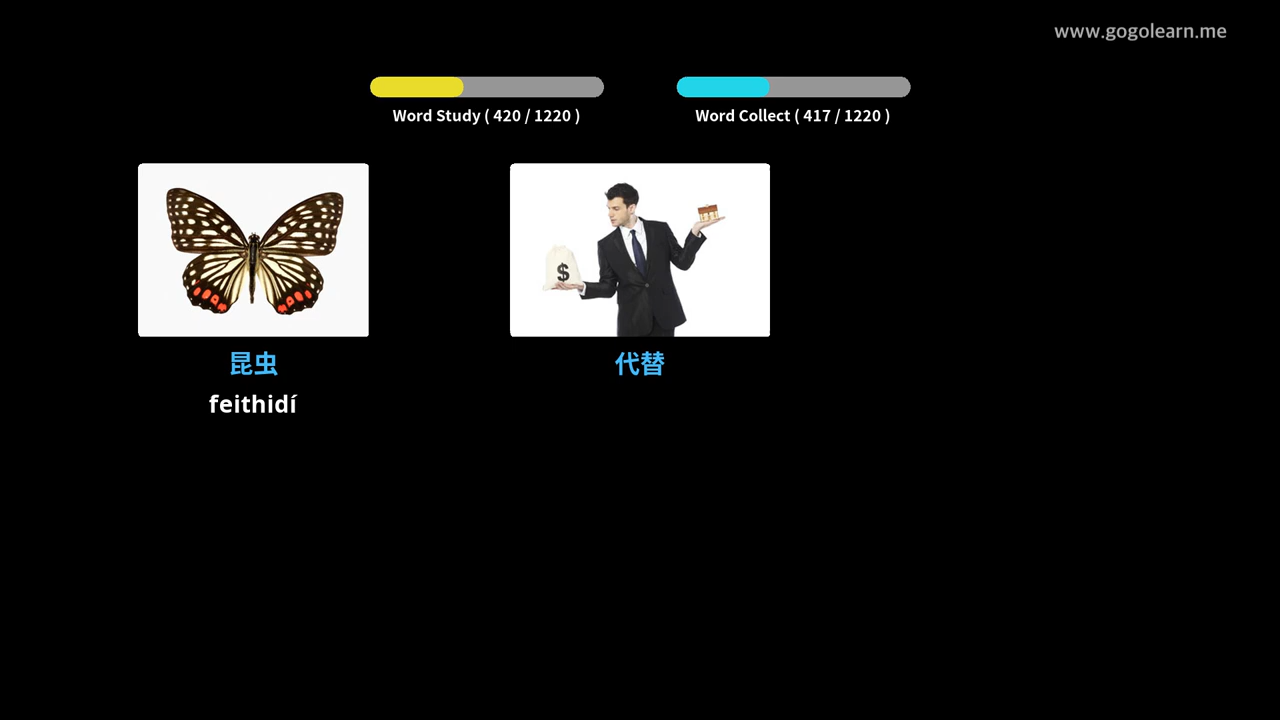 www.gogolearn.me
Word Study ( 420 / 1220 )
Word Collect ( 417 / 1220 )
$
昆虫
代替
feithidí